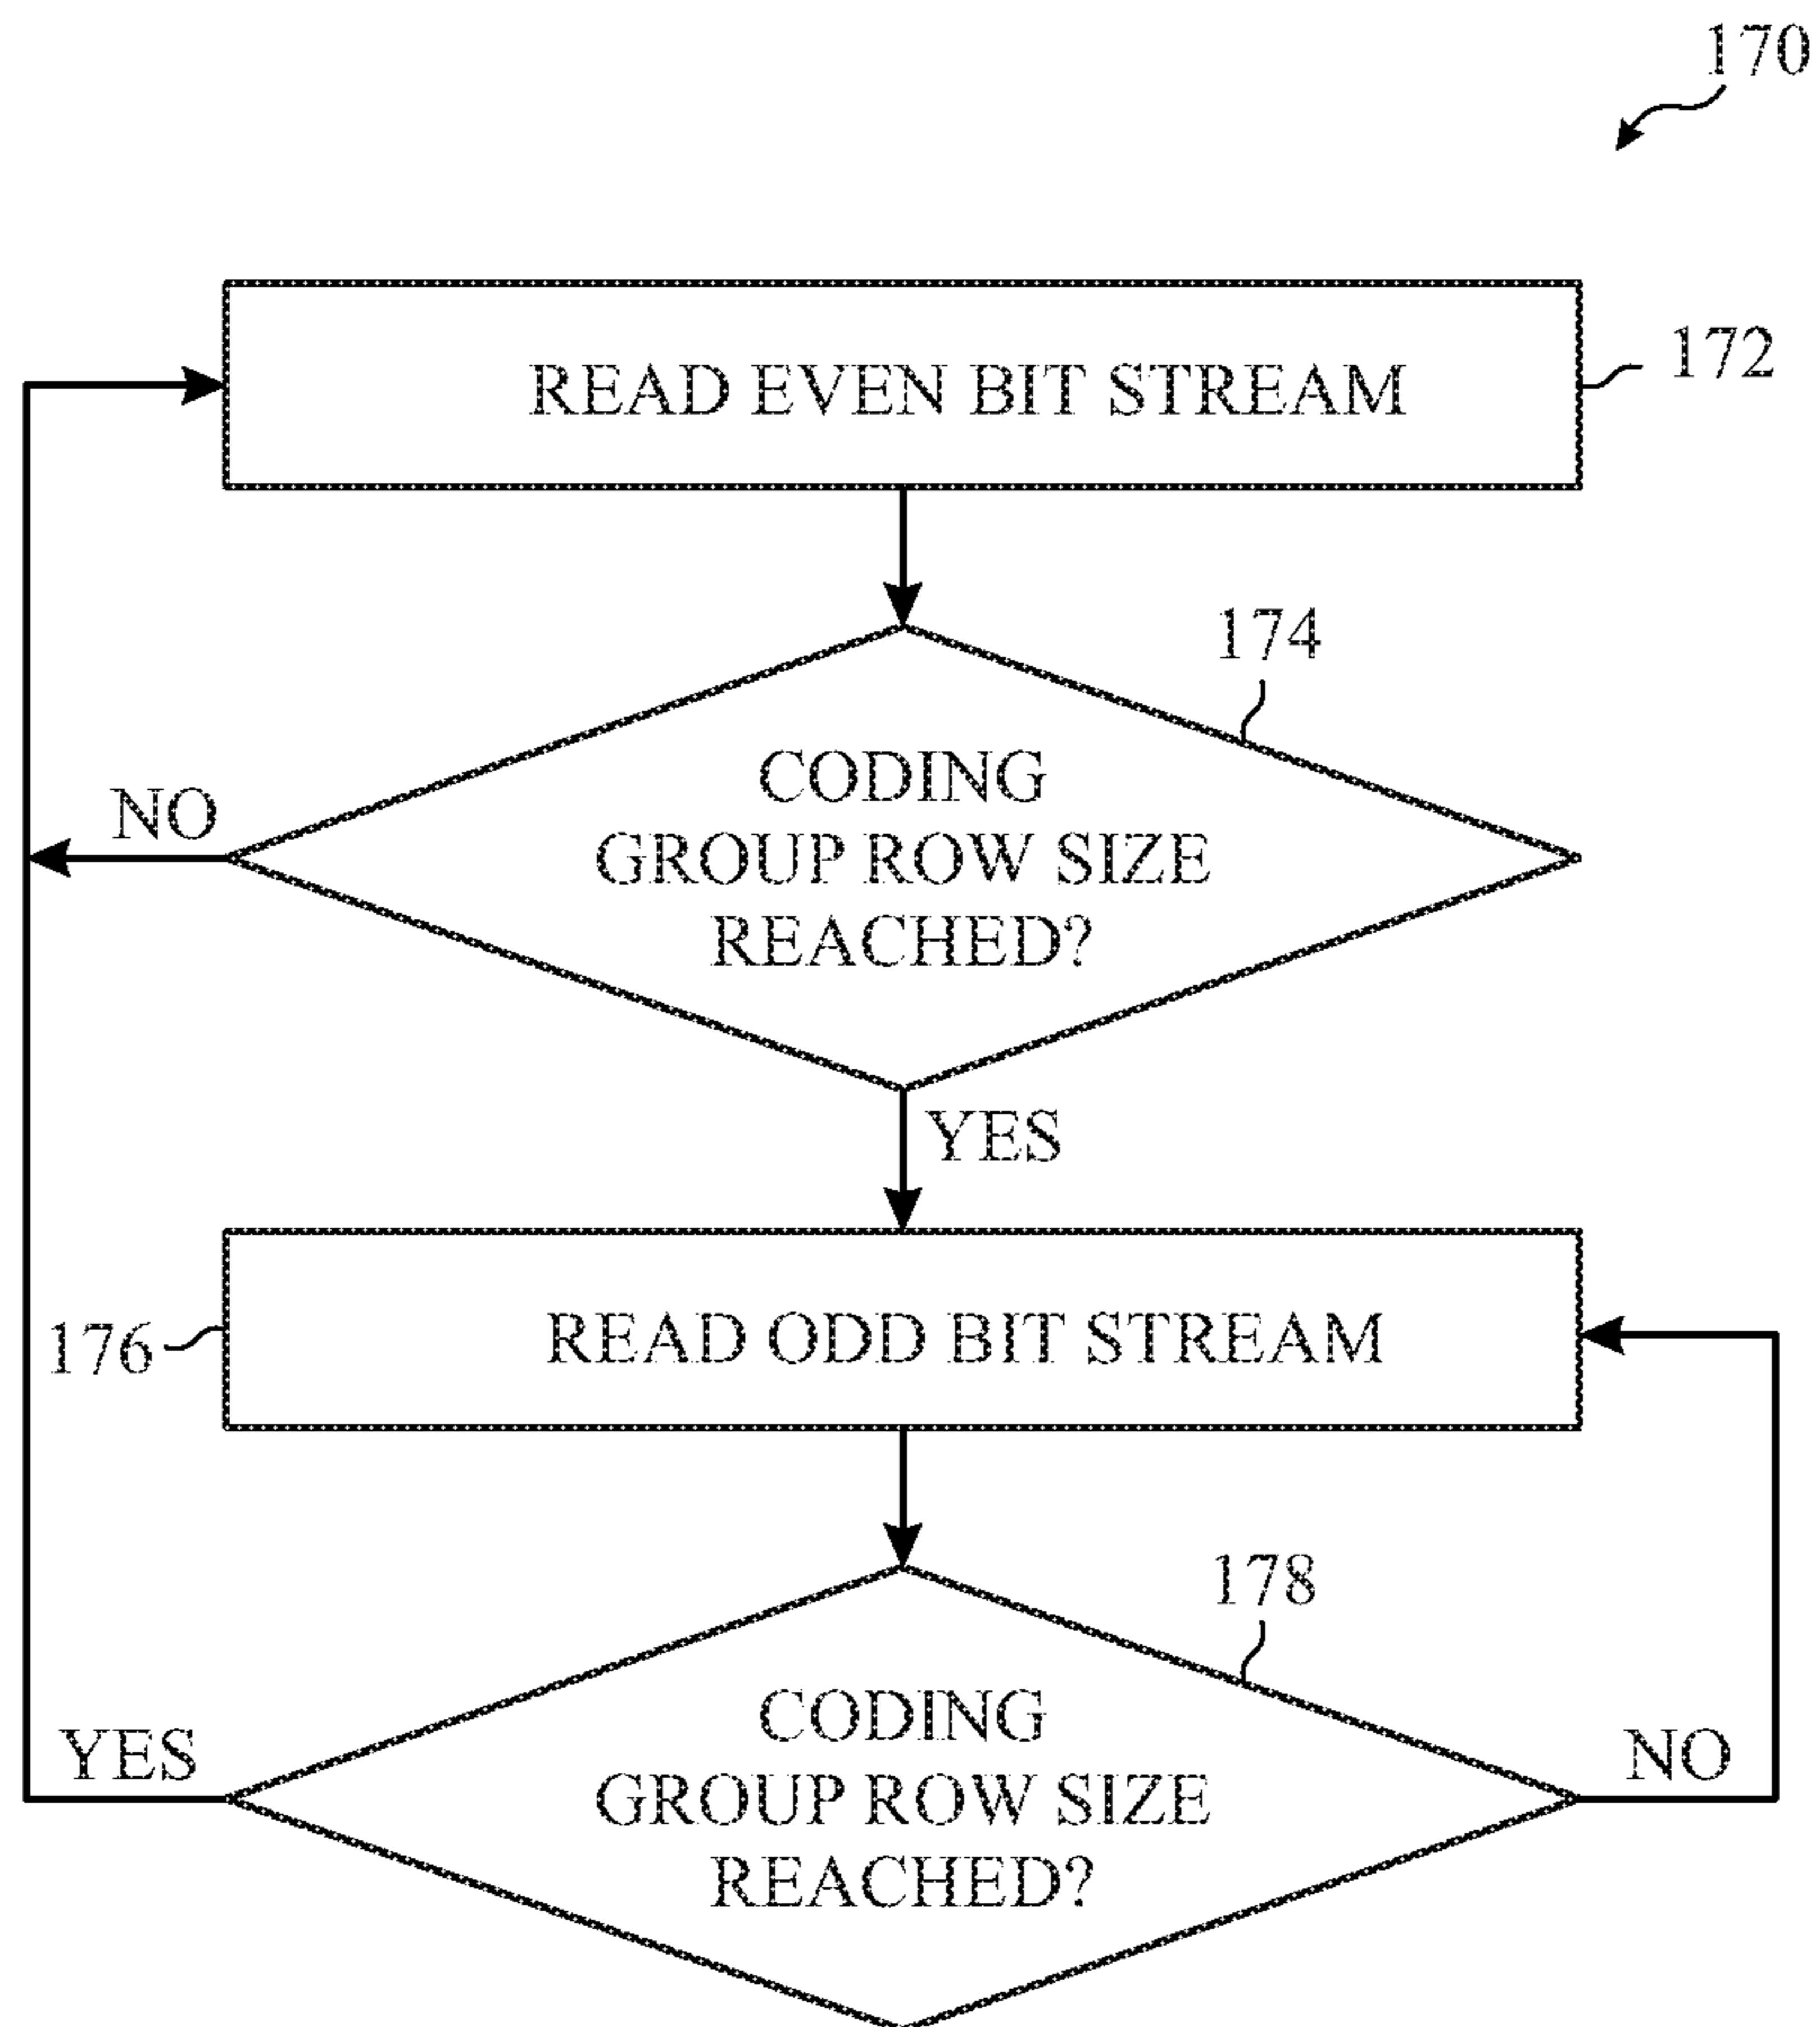 170
READ EVEN BIT STREAM
172
174
CODING
GROUP ROW SIZE
REACHED?
NO
YES
READ ODD BIT STREAM
176
178
CODING
GROUP ROW SIZE
REACHED?
YES
NO